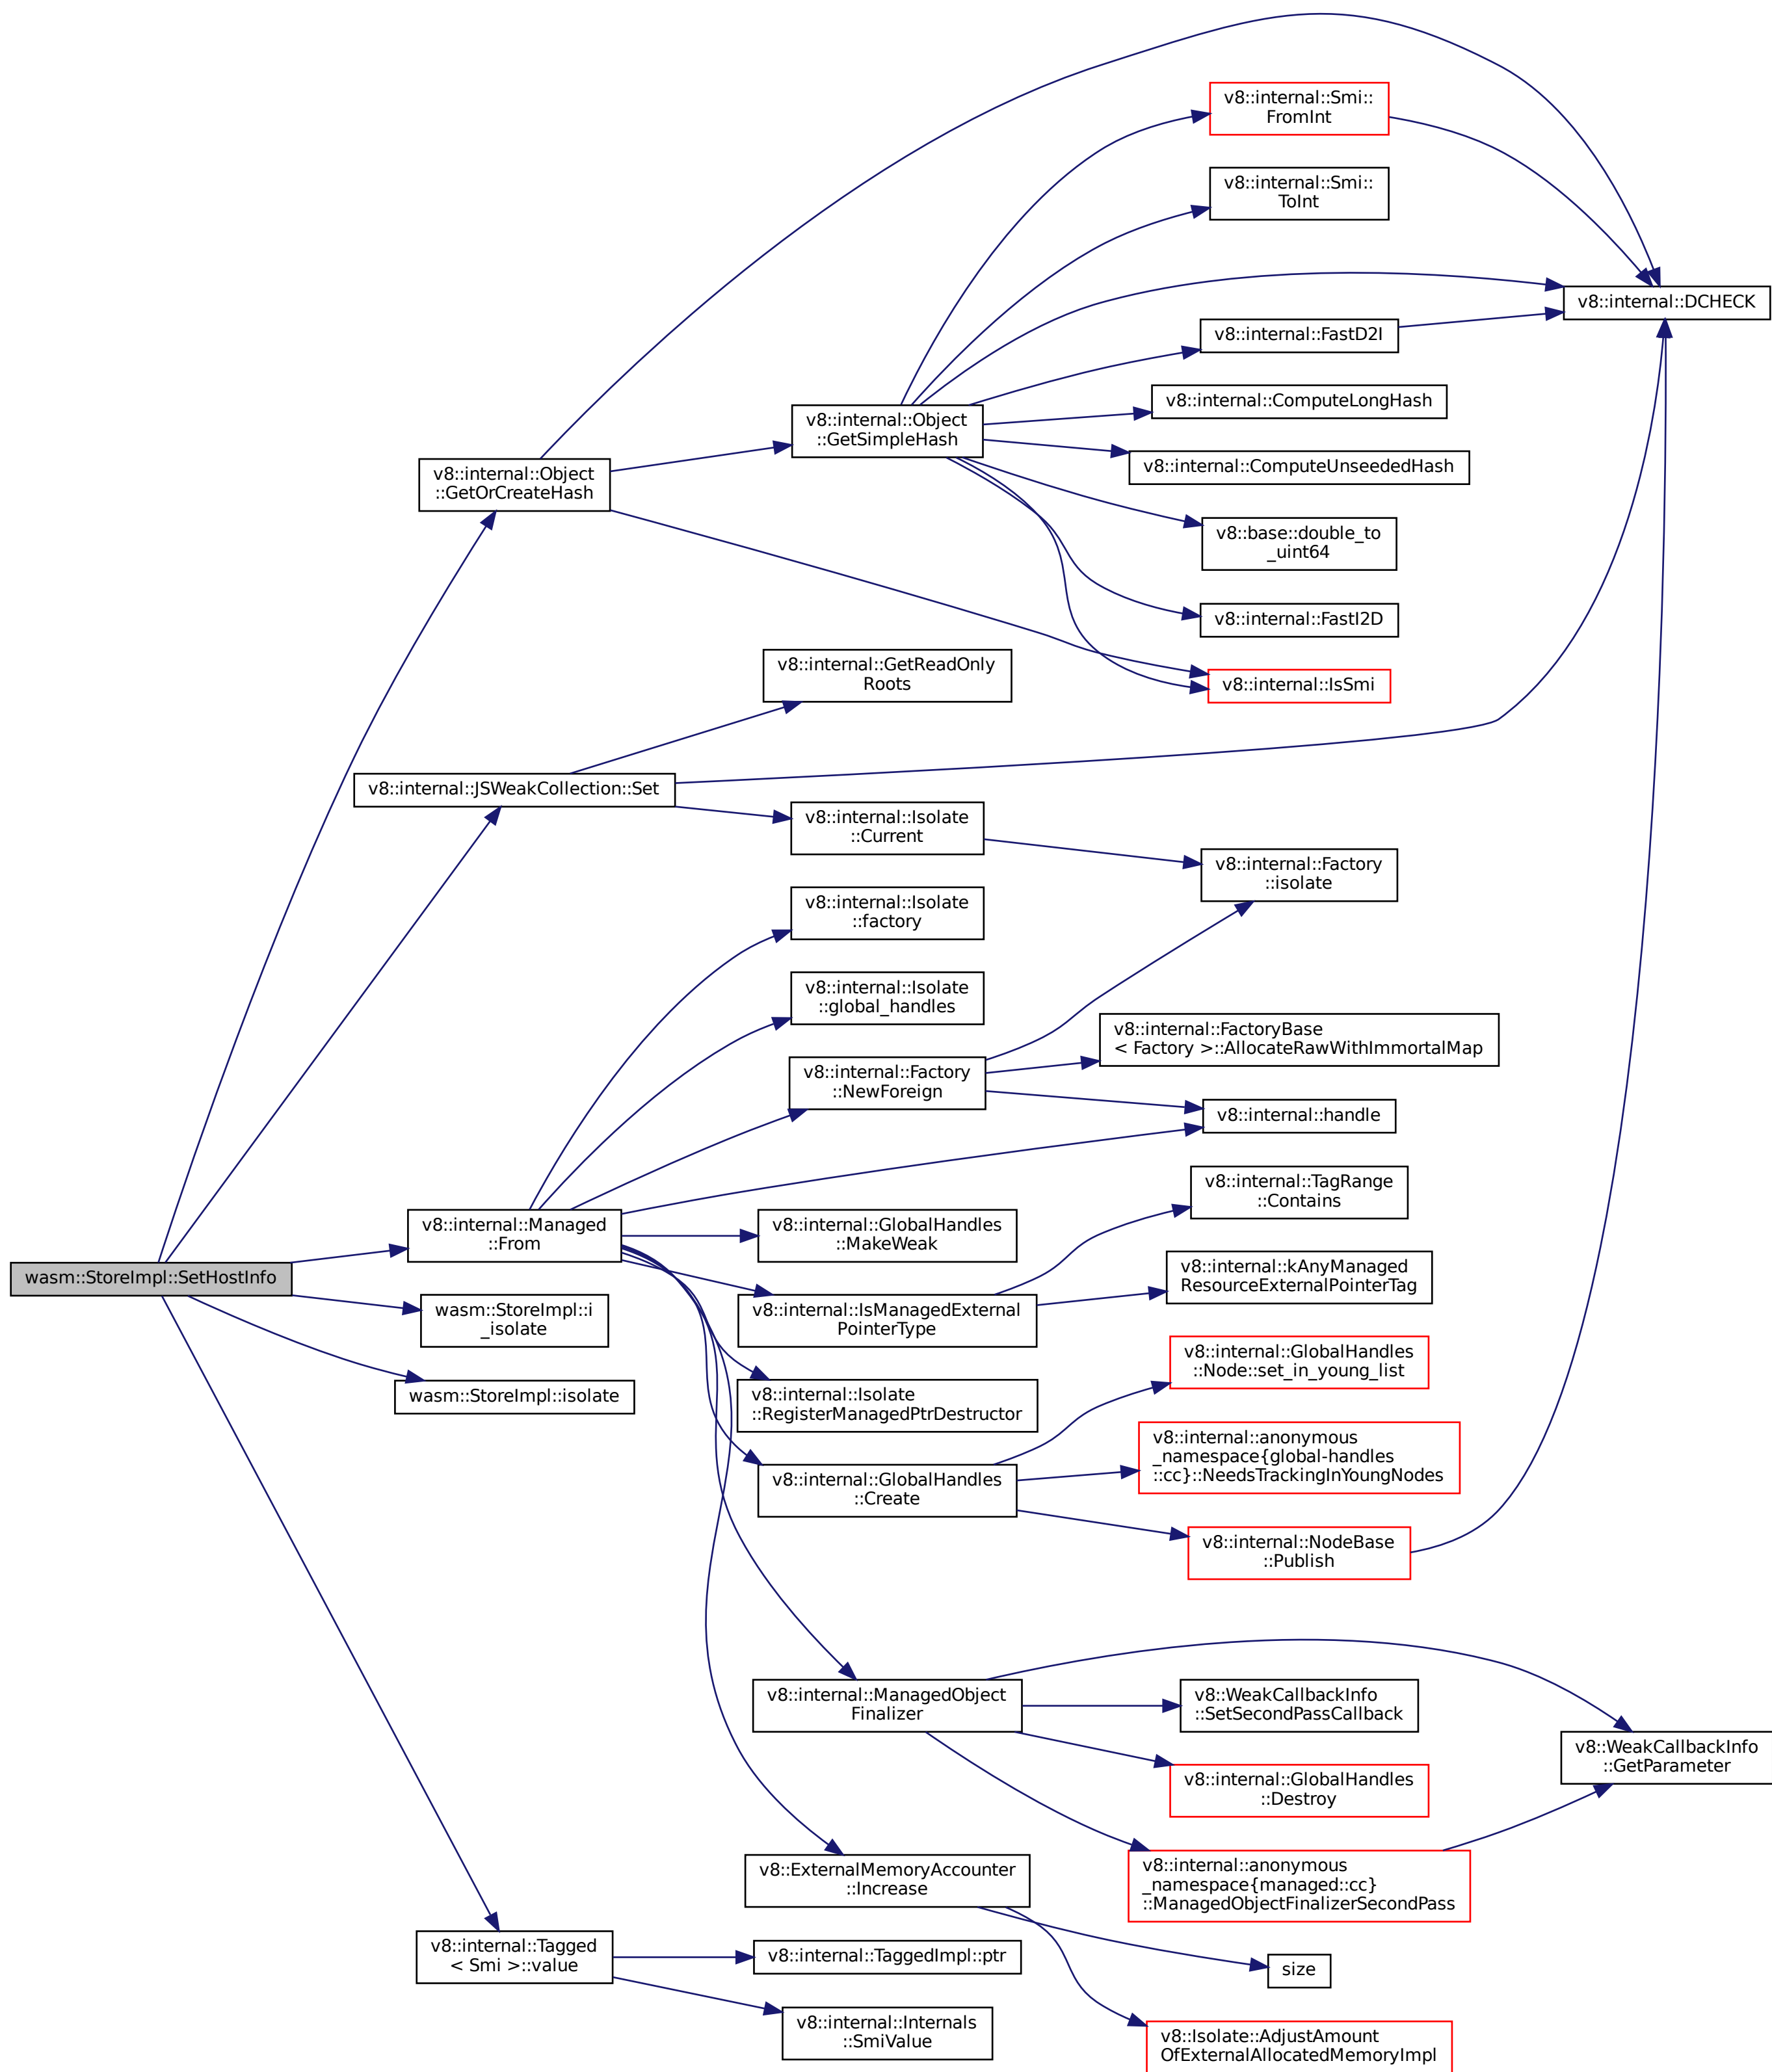 v8::internal::Smi::
FromInt
v8::internal::Smi::
ToInt
v8::internal::DCHECK
v8::internal::FastD2I
v8::internal::ComputeLongHash
v8::internal::Object
::GetSimpleHash
v8::internal::ComputeUnseededHash
v8::internal::Object
::GetOrCreateHash
v8::base::double_to
_uint64
v8::internal::FastI2D
v8::internal::GetReadOnly
Roots
v8::internal::IsSmi
v8::internal::JSWeakCollection::Set
v8::internal::Isolate
::Current
v8::internal::Factory
::isolate
v8::internal::Isolate
::factory
v8::internal::Isolate
::global_handles
v8::internal::FactoryBase
< Factory >::AllocateRawWithImmortalMap
v8::internal::Factory
::NewForeign
v8::internal::handle
v8::internal::TagRange
::Contains
v8::internal::Managed
::From
v8::internal::GlobalHandles
::MakeWeak
wasm::StoreImpl::SetHostInfo
v8::internal::kAnyManaged
ResourceExternalPointerTag
wasm::StoreImpl::i
_isolate
v8::internal::IsManagedExternal
PointerType
v8::internal::GlobalHandles
::Node::set_in_young_list
wasm::StoreImpl::isolate
v8::internal::Isolate
::RegisterManagedPtrDestructor
v8::internal::anonymous
_namespace{global-handles
::cc}::NeedsTrackingInYoungNodes
v8::internal::GlobalHandles
::Create
v8::internal::NodeBase
::Publish
v8::internal::ManagedObject
Finalizer
v8::WeakCallbackInfo
::SetSecondPassCallback
v8::WeakCallbackInfo
::GetParameter
v8::internal::GlobalHandles
::Destroy
v8::internal::anonymous
_namespace{managed::cc}
::ManagedObjectFinalizerSecondPass
v8::ExternalMemoryAccounter
::Increase
v8::internal::Tagged
< Smi >::value
v8::internal::TaggedImpl::ptr
size
v8::internal::Internals
::SmiValue
v8::Isolate::AdjustAmount
OfExternalAllocatedMemoryImpl